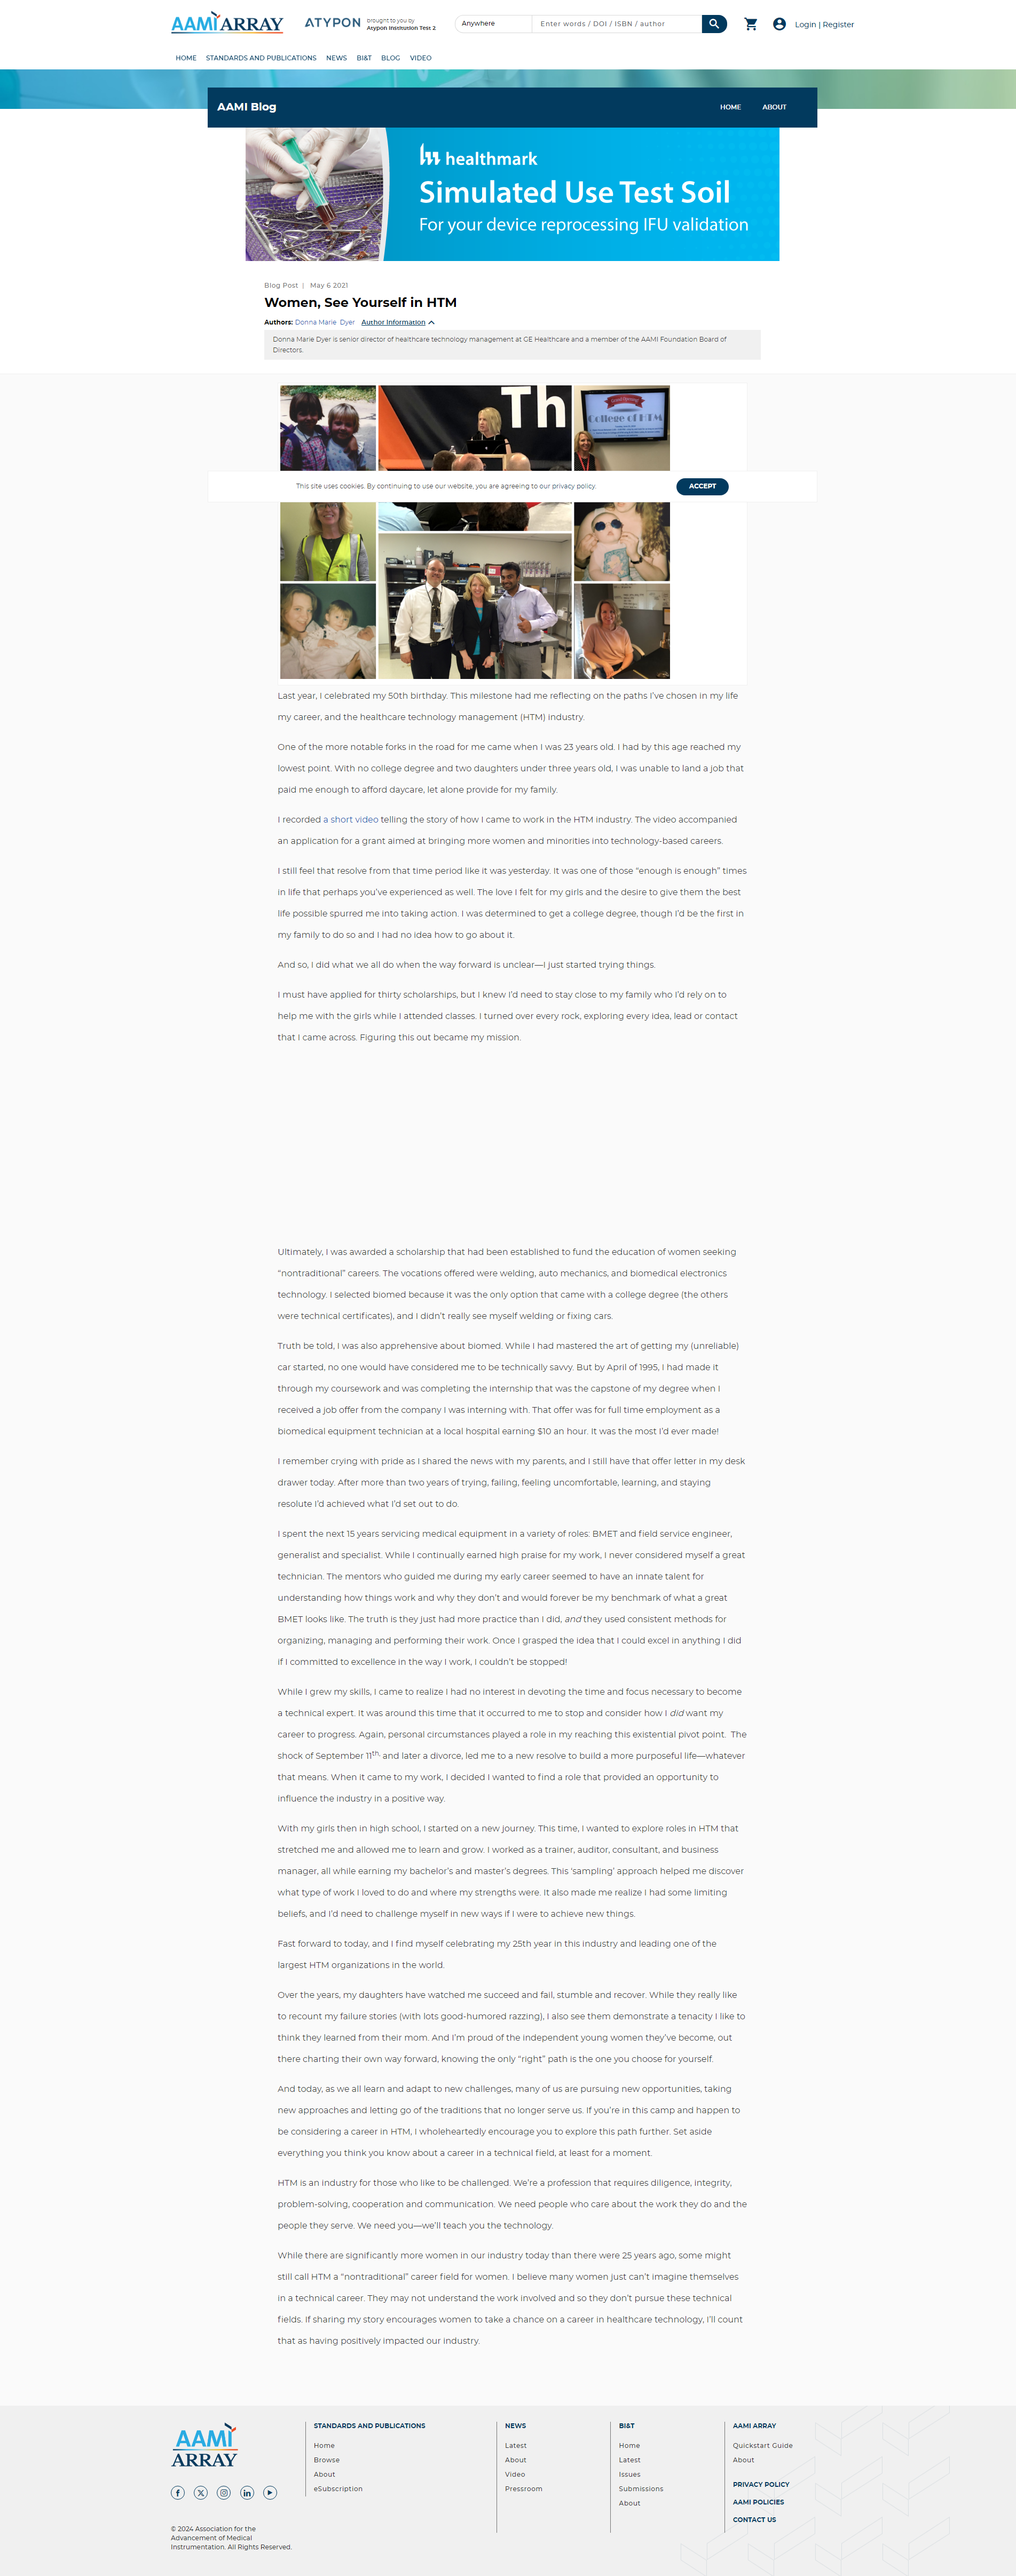 AAMI ARRAY
ATYPON
brought to you by
Atypon Institution Test 2
Anywhere
Enter words / DOI / ISBN / author
Login | Register
HOME STANDARDS AND PUBLICATIONS NEWS BI&T BLOG VIDEO
AAMI Blog
HOME ABOUT
healthmark
Simulated Use Test Soil
For your device reprocessing IFU validation
Blog Post | May 6 2021
Women, See Yourself in HTM
Authors: Donna Marie Dyer Author Information
Donna Marie Dyer is senior director of healthcare technology management at GE Healthcare and a member of the AAMI Foundation Board of
Directors.
Th
College of HTM
This site uses cookies. By continuing to use our website, you are agreeing to our privacy policy.
ACCEPT
Last year, I celebrated my 50th birthday. This milestone had me reflecting on the paths I've chosen in my life
my career, and the healthcare technology management (HTM) industry.
One of the more notable forks in the road for me came when I was 23 years old. I had by this age reached my
lowest point. With no college degree and two daughters under three years old, I was unable to land a job that
paid me enough to afford daycare, let alone provide for my family.
I recorded a short video telling the story of how I came to work in the HTM industry. The video accompanied
an application for a grant aimed at bringing more women and minorities into technology-based careers.
I still feel that resolve from that time period like it was yesterday. It was one of those “enough is enough” times
in life that perhaps you've experienced as well. The love I felt for my girls and the desire to give them the best
life possible spurred me into taking action. I was determined to get a college degree, though I'd be the first in
my family to do so and I had no idea how to go about it.
And so, I did what we all do when the way forward is unclear—I just started trying things.
I must have applied for thirty scholarships, but I knew I'd need to stay close to my family who I'd rely on to
help me with the girls while I attended classes. I turned over every rock, exploring every idea, lead or contact
that I came across. Figuring this out became my mission.
Ultimately, I was awarded a scholarship that had been established to fund the education of women seeking
“nontraditional” careers. The vocations offered were welding, auto mechanics, and biomedical electronics
technology. I selected biomed because it was the only option that came with a college degree (the others
were technical certificates), and I didn't really see myself welding or fixing cars.
Truth be told, I was also apprehensive about biomed. While I had mastered the art of getting my (unreliable)
car started, no one would have considered me to be technically savvy. But by April of 1995, I had made it
through my coursework and was completing the internship that was the capstone of my degree when I
received a job offer from the company I was interning with. That offer was for full time employment as a
biomedical equipment technician at a local hospital earning $10 an hour. It was the most I'd ever made!
I remember crying with pride as I shared the news with my parents, and I still have that offer letter in my desk
drawer today. After more than two years of trying, failing, feeling uncomfortable, learning, and staying
resolute I'd achieved what I'd set out to do.
I spent the next 15 years servicing medical equipment in a variety of roles: BMET and field service engineer,
generalist and specialist. While I continually earned high praise for my work, I never considered myself a great
technician. The mentors who guided me during my early career seemed to have an innate talent for
understanding how things work and why they don't and would forever be my benchmark of what a great
BMET looks like. The truth is they just had more practice than I did, and they used consistent methods for
organizing, managing and performing their work. Once I grasped the idea that I could excel in anything I did
if I committed to excellence in the way I work, I couldn't be stopped!
While I grew my skills, I came to realize I had no interest in devoting the time and focus necessary to become
a technical expert. It was around this time that it occurred to me to stop and consider how I did want my
career to progress. Again, personal circumstances played a role in my reaching this existential pivot point. The
shock of September 11th, and later a divorce, led me to a new resolve to build a more purposeful life—whatever
that means. When it came to my work, I decided I wanted to find a role that provided an opportunity to
influence the industry in a positive way.
With my girls then in high school, I started on a new journey. This time, I wanted to explore roles in HTM that
stretched me and allowed me to learn and grow. I worked as a trainer, auditor, consultant, and business
manager, all while earning my bachelor's and master's degrees. This ‘sampling’ approach helped me discover
what type of work I loved to do and where my strengths were. It also made me realize I had some limiting
beliefs, and I'd need to challenge myself in new ways if I were to achieve new things.
Fast forward to today, and I find myself celebrating my 25th year in this industry and leading one of the
largest HTM organizations in the world.
Over the years, my daughters have watched me succeed and fail, stumble and recover. While they really like
to recount my failure stories (with lots good-humored razzing), I also see them demonstrate a tenacity I like to
think they learned from their mom. And I'm proud of the independent young women they've become, out
there charting their own way forward, knowing the only “right” path is the one you choose for yourself.
And today, as we all learn and adapt to new challenges, many of us are pursuing new opportunities, taking
new approaches and letting go of the traditions that no longer serve us. If you're in this camp and happen to
be considering a career in HTM, I wholeheartedly encourage you to explore this path further. Set aside
everything you think you know about a career in a technical field, at least for a moment.
HTM is an industry for those who like to be challenged. We're a profession that requires diligence, integrity,
problem-solving, cooperation and communication. We need people who care about the work they do and the
people they serve. We need you—we'll teach you the technology.
While there are significantly more women in our industry today than there were 25 years ago, some might
still call HTM a “nontraditional” career field for women. I believe many women just can't imagine themselves
in a technical career. They may not understand the work involved and so they don't pursue these technical
fields. If sharing my story encourages women to take a chance on a career in healthcare technology, I'll count
that as having positively impacted our industry.
AAMI
ARRAY
© 2024 Association for the
Advancement of Medical
Instrumentation. All Rights Reserved.
STANDARDS AND PUBLICATIONS
Home
Browse
About
eSubscription
NEWS
Latest
About
Video
Pressroom
BI&T
Home
Latest
Issues
Submissions
About
AAMI ARRAY
Quickstart Guide
About
PRIVACY POLICY
AAMI POLICIES
CONTACT US